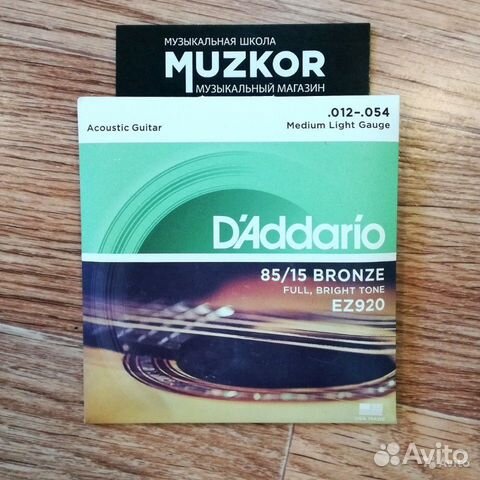 МУЗЫКАЛЬНАЯ ШКОЛА
MUZKOR
МУЗЫКАЛЬНЫЙ МАГАЗИН
Acoustic Guitar
.012–.054
Medium Light Gauge
D'Addario
85/15 BRONZE
FULL, BRIGHT TONE
EZ920
Avito